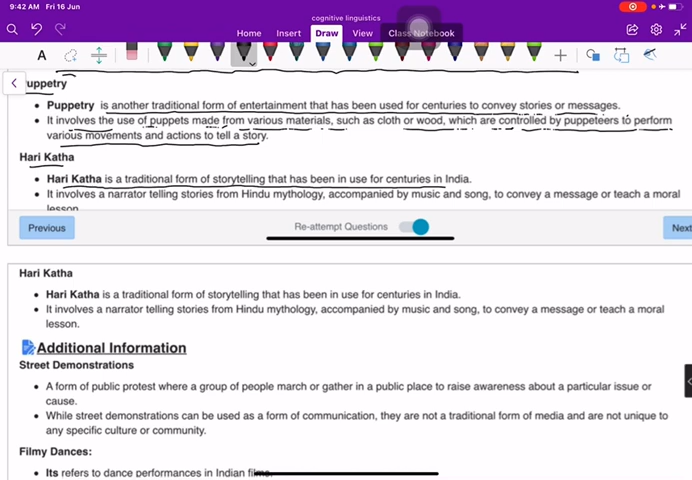 9:42 AM Fri 16 Jun
cognitive linguistics
Home Insert Draw View Class Notebook
A
Puppetry
• Puppetry is another traditional form of entertainment that has been used for centuries to convey stories or messages.
• It involves the use of puppets made from various materials, such as cloth or wood, which are controlled by puppeteers to perform
various movements and actions to tell a story.
Hari Katha
• Hari Katha is a traditional form of storytelling that has been in use for centuries in India.
• It involves a narrator telling stories from Hindu mythology, accompanied by music and song, to convey a message or teach a moral
lesson.
Previous Re-attempt Questions Next
Hari Katha
• Hari Katha is a traditional form of storytelling that has been in use for centuries in India.
• It involves a narrator telling stories from Hindu mythology, accompanied by music and song, to convey a message or teach a moral
lesson.
Additional Information
Street Demonstrations
• A form of public protest where a group of people march or gather in a public place to raise awareness about a particular issue or
cause.
• While street demonstrations can be used as a form of communication, they are not a traditional form of media and are not unique to
any specific culture or community.
Filmy Dances:
• Its refers to dance performances in Indian films.